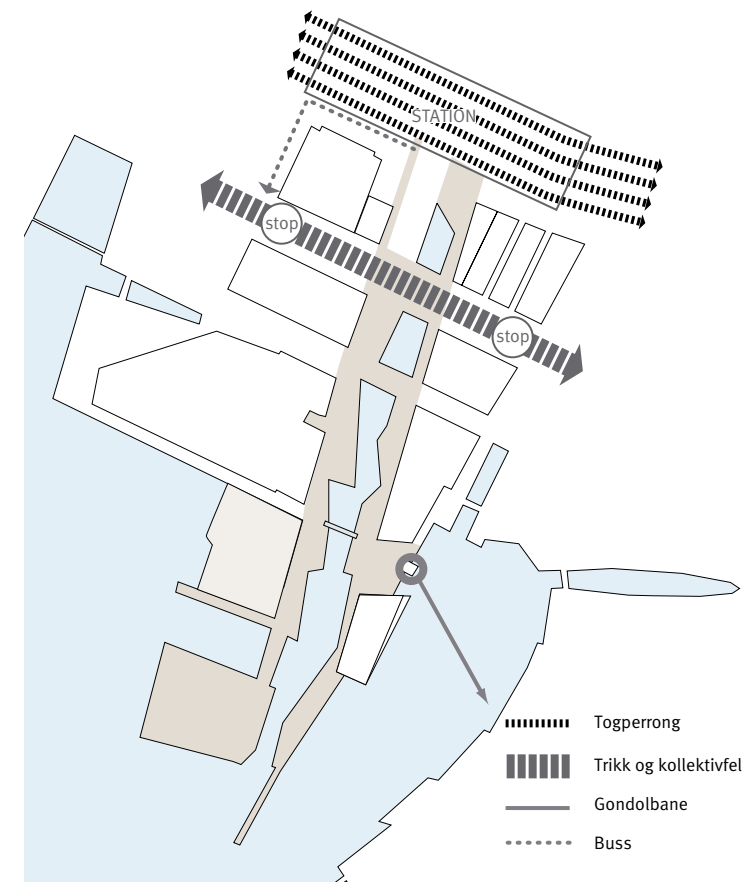 STATION
stop
stop
Togperrong
Trikk og kollektivfel
Gondolbane
Buss